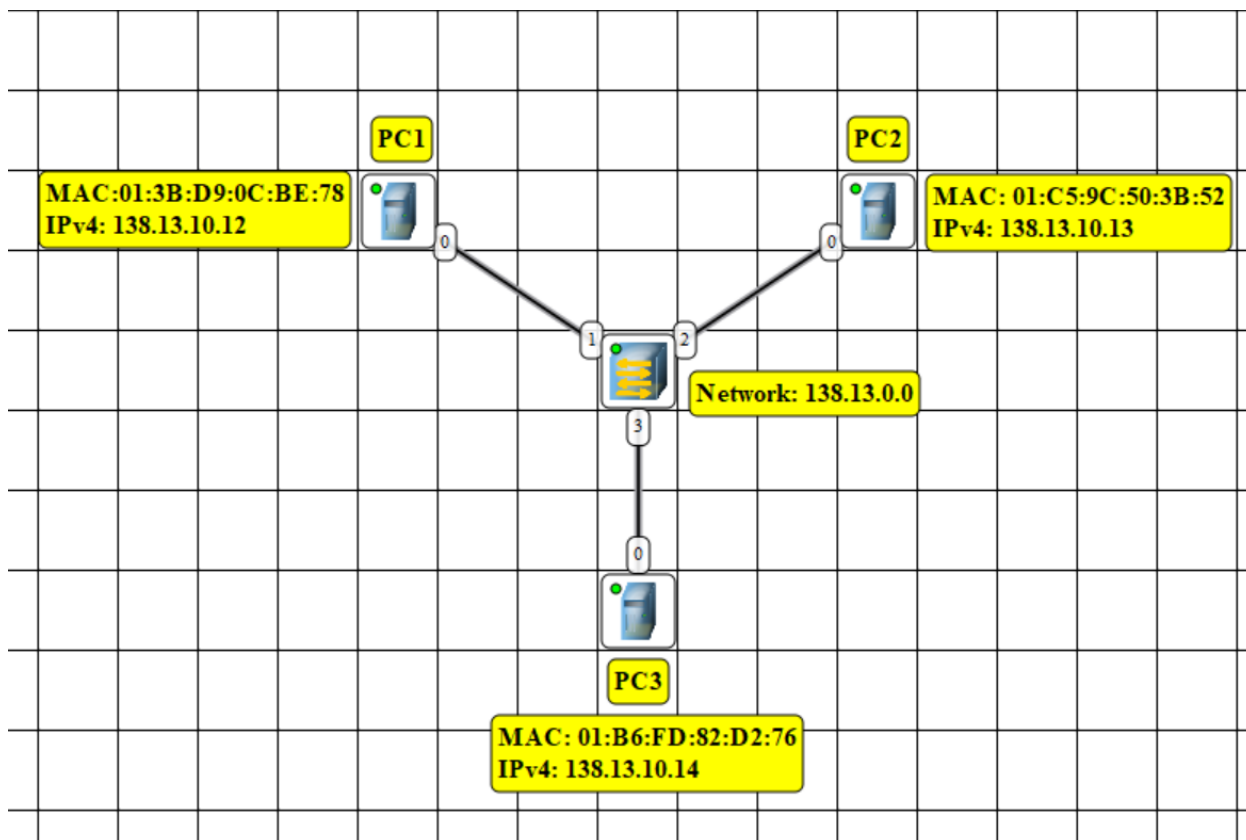 PC1
PC2
MAC:01:3B:D9:0C:BE:78
IPv4: 138.13.10.12
MAC: 01:C5:9C:50:3B:52
IPv4: 138.13.10.13
0
0
1
2
Network: 138.13.0.0
3
0
PC3
MAC: 01:B6:FD:82:D2:76
IPv4: 138.13.10.14